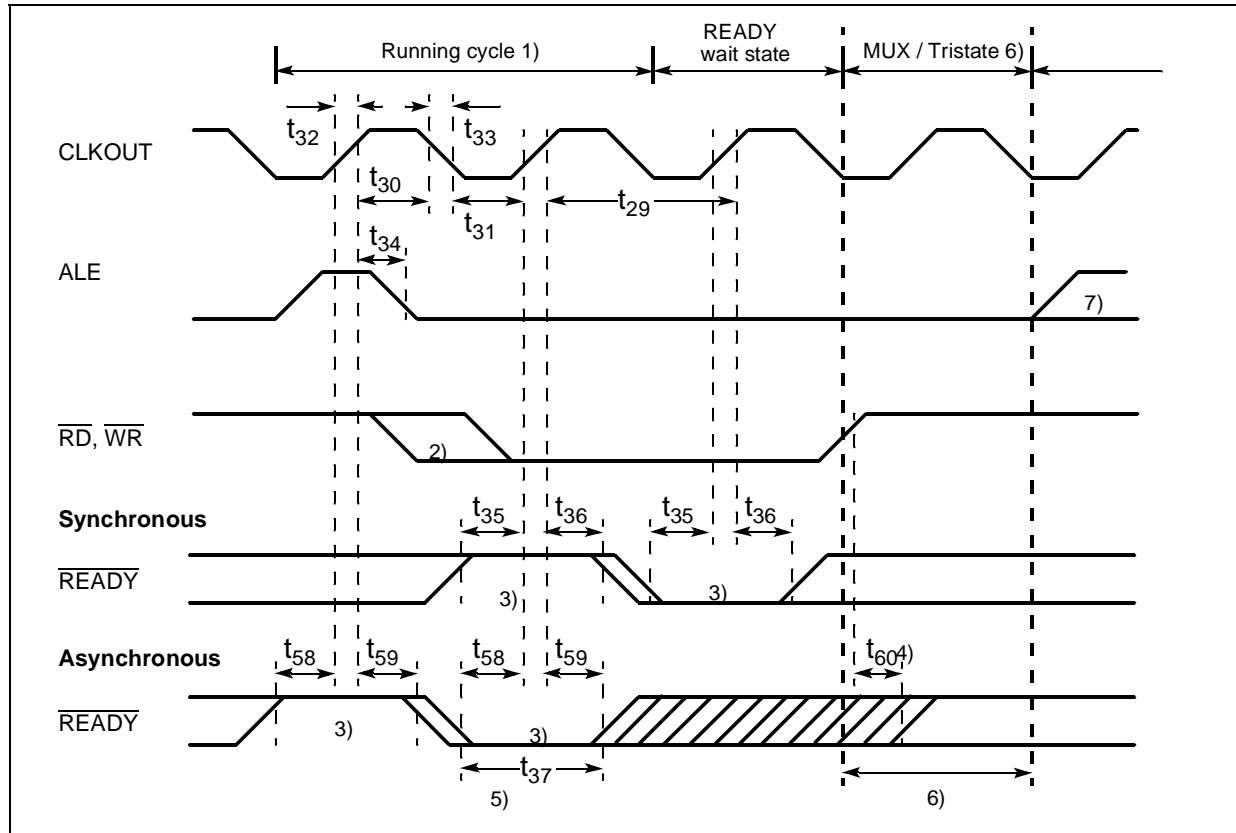 READY
Running cycle 1) wait state MUX / Tristate 6)
t32 t33
CLKOUT
t30
t31 t29
t34
ALE
7)
RD, WR
2)
Synchronous t35 t36 t35 t36
READY
3) 3)
Asynchronous t58 t59 t58 t59 t60 4)
READY
3) 3)
t37
5) 6)